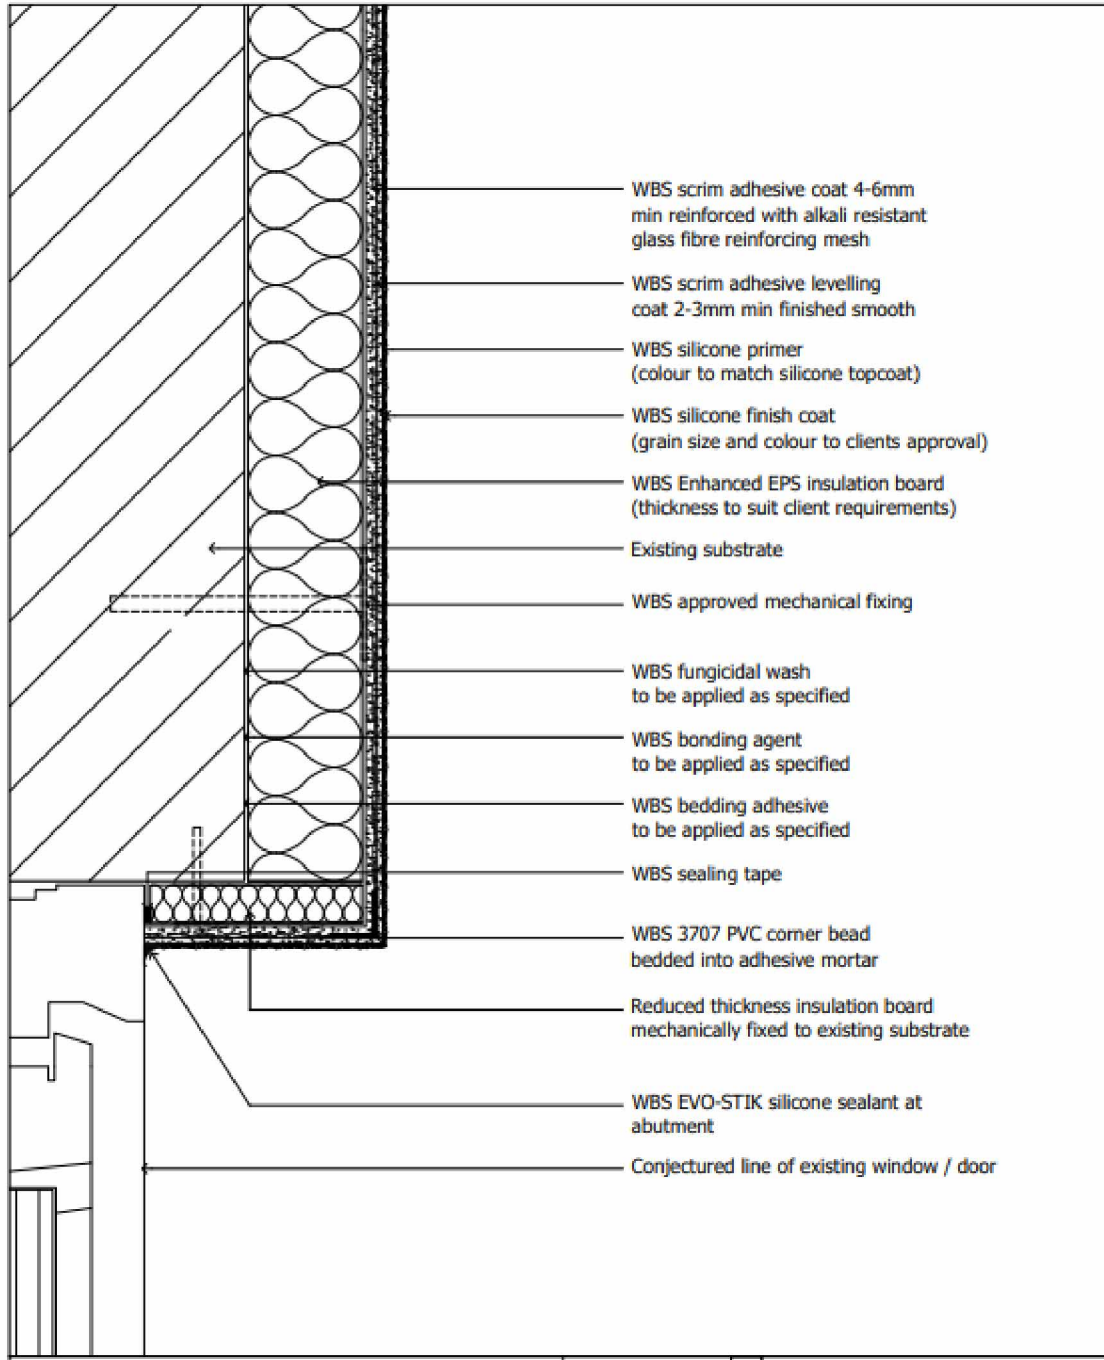 WBS scrim adhesive coat 4-6mm
min reinforced with alkali resistant
glass fibre reinforcing mesh
WBS scrim adhesive levelling
coat 2-3mm min finished smooth
WBS silicone primer
(colour to match silicone topcoat)
WBS silicone finish coat
(grain size and colour to clients approval)
WBS Enhanced EPS insulation board
(thickness to suit client requirements)
Existing substrate
WBS approved mechanical fixing
WBS fungicidal wash
to be applied as specified
WBS bonding agent
to be applied as specified
WBS bedding adhesive
to be applied as specified
WBS sealing tape
WBS 3707 PVC corner bead
bedded into adhesive mortar
Reduced thickness insulation board
mechanically fixed to existing substrate
WBS EVO-STIK silicone sealant at
abutment
Conjectured line of existing window / door